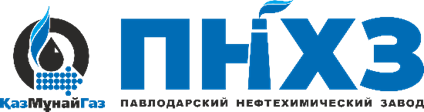 ПНХЗ
ҚазМұнайГаз
ПАВЛОДАРСКИЙ НЕФТЕХИМИЧЕСКИЙ ЗАВОД